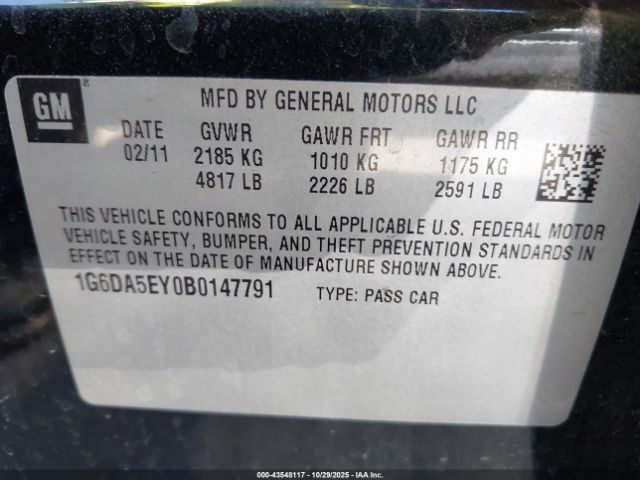 GM
MFD BY GENERAL MOTORS LLC
DATE GVWR GAWR FRT GAWR RR
02/11 2185 KG 1010 KG 1175 KG
4817 LB 2226 LB 2591 LB
THIS VEHICLE CONFORMS TO ALL APPLICABLE U.S. FEDERAL MOTOR
VEHICLE SAFETY, BUMPER, AND THEFT PREVENTION STANDARDS IN
EFFECT ON THE DATE OF MANUFACTURE SHOWN ABOVE.
1G6DA5EY0B0147791 TYPE: PASS CAR
000-43548117 - 10/29/2025 - IAAI.COM